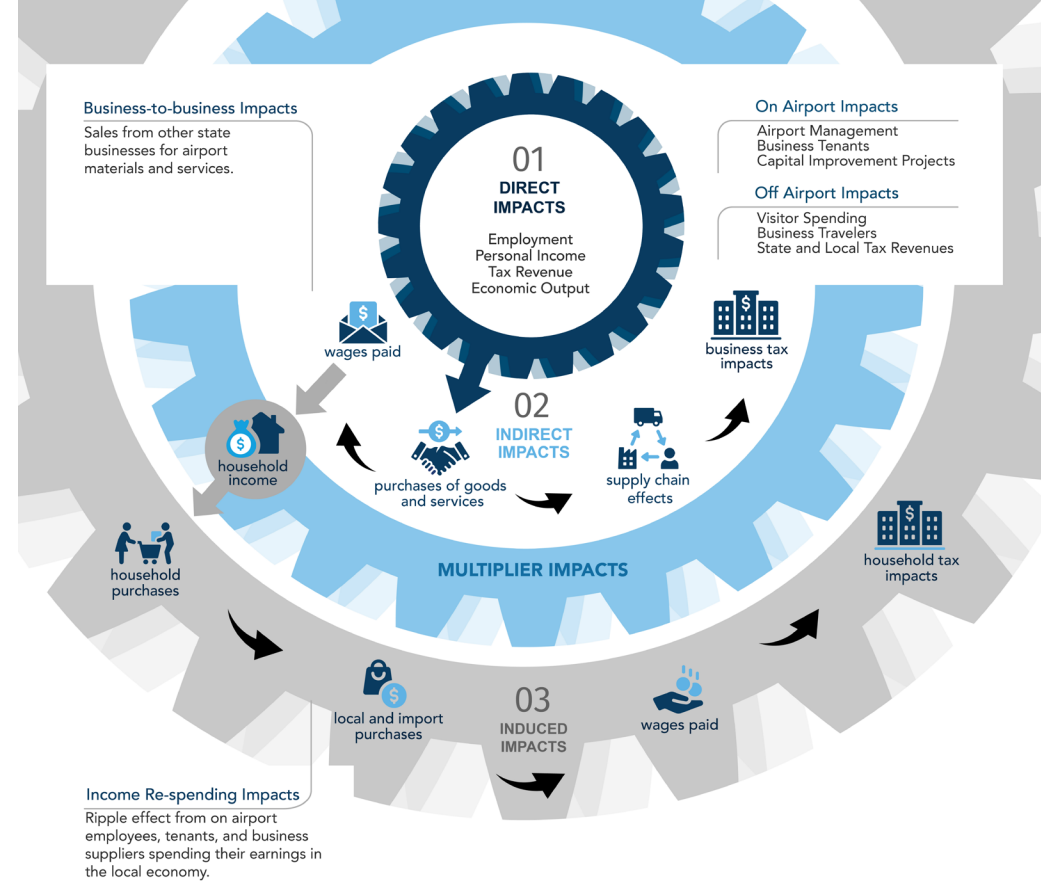 Business-to-business Impacts
Sales from other state
businesses for airport
materials and services.
01
DIRECT
IMPACTS
Employment
Personal Income
Tax Revenue
Economic Output
On Airport Impacts
Airport Management
Business Tenants
Capital Improvement Projects
Off Airport Impacts
Visitor Spending
Business Travelers
State and Local Tax Revenues
$
wages paid
$
business tax
impacts
$
household
income
02
INDIRECT
IMPACTS
$
purchases of goods
and services
supply chain
effects
MULTIPLIER IMPACTS
household
purchases
$
household tax
impacts
$
local and import
purchases
03
INDUCED
IMPACTS
wages paid
Income Re-spending Impacts
Ripple effect from on airport
employees, tenants, and business
suppliers spending their earnings in
the local economy.